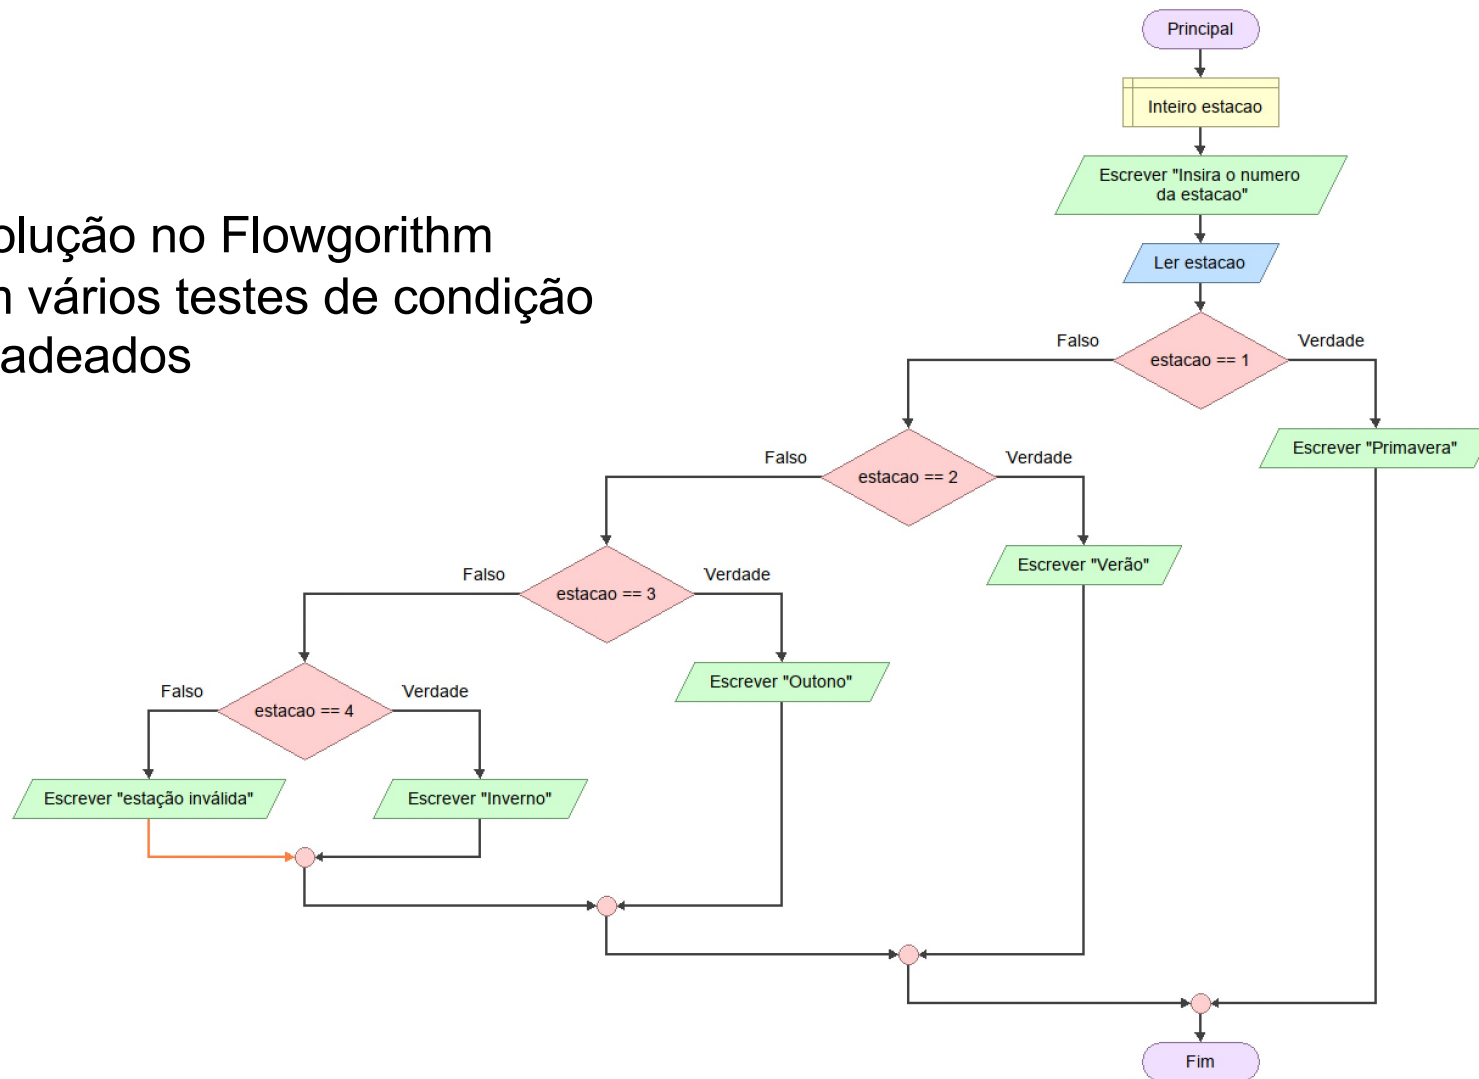 olução no Flowgorithm
vários testes de condição
adeados
Principal
Inteiro estacao
Escrever "Insira o numero
da estacao"
Ler estacao
Falso
Verdade
estacao == 1
Escrever "Primavera"
Falso
Verdade
estacao == 2
Escrever "Verão"
Falso
Verdade
estacao == 3
Escrever "Outono"
Falso
Verdade
estacao == 4
Escrever "estação inválida"
Escrever "Inverno"
Fim